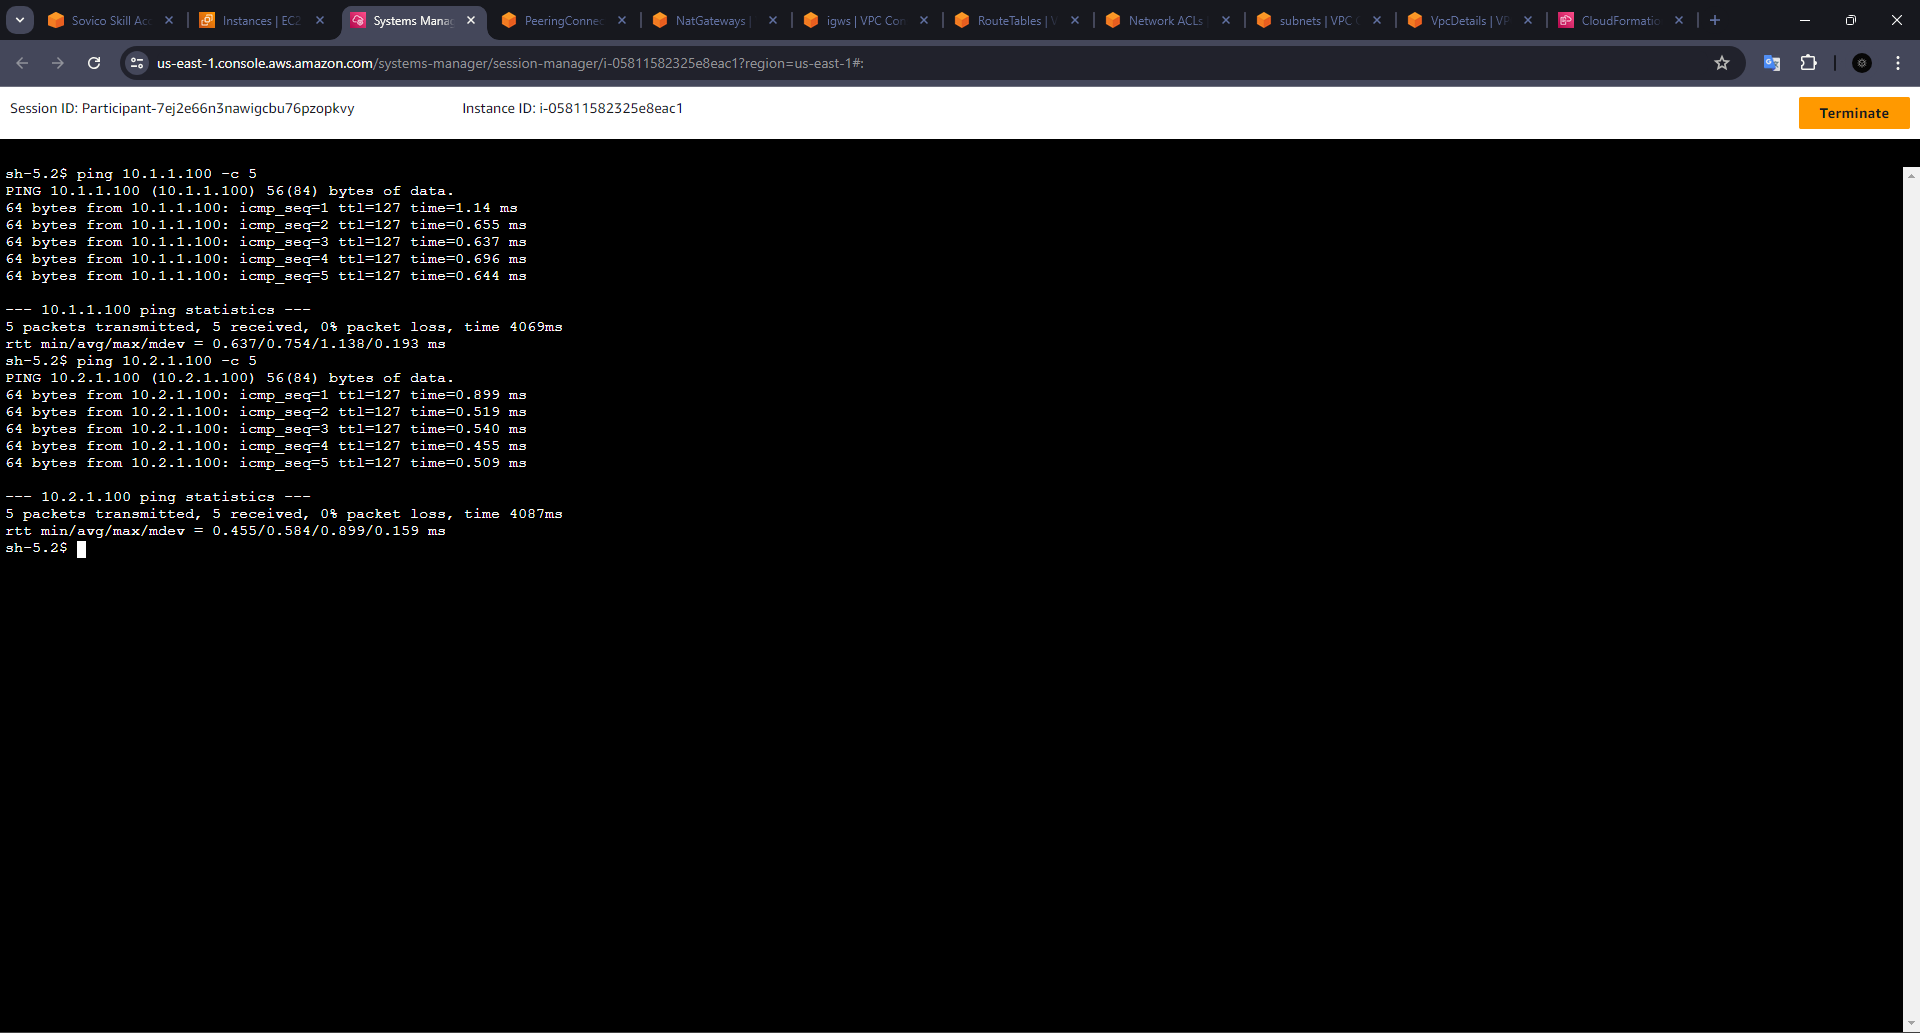 Sovico Skill Acc
Instances | EC2
Systems Manag
PeeringConnec
NatGateways |
igws | VPC Con
RouteTables | V
Network ACLs |
subnets | VPC C
VpcDetails | VP
CloudFormatio
us-east-1.console.aws.amazon.com/systems-manager/session-manager/i-05811582325e8eac1?region=us-east-1#:
Session ID: Participant-7ej2e66n3nawigcbu76pzopkvy
Instance ID: i-05811582325e8eac1
Terminate
sh-5.2$ ping 10.1.1.100 -c 5
PING 10.1.1.100 (10.1.1.100) 56(84) bytes of data.
64 bytes from 10.1.1.100: icmp_seq=1 ttl=127 time=1.14 ms
64 bytes from 10.1.1.100: icmp_seq=2 ttl=127 time=0.655 ms
64 bytes from 10.1.1.100: icmp_seq=3 ttl=127 time=0.637 ms
64 bytes from 10.1.1.100: icmp_seq=4 ttl=127 time=0.696 ms
64 bytes from 10.1.1.100: icmp_seq=5 ttl=127 time=0.644 ms
--- 10.1.1.100 ping statistics ---
5 packets transmitted, 5 received, 0% packet loss, time 4069ms
rtt min/avg/max/mdev = 0.637/0.754/1.138/0.193 ms
sh-5.2$ ping 10.2.1.100 -c 5
PING 10.2.1.100 (10.2.1.100) 56(84) bytes of data.
64 bytes from 10.2.1.100: icmp_seq=1 ttl=127 time=0.899 ms
64 bytes from 10.2.1.100: icmp_seq=2 ttl=127 time=0.519 ms
64 bytes from 10.2.1.100: icmp_seq=3 ttl=127 time=0.540 ms
64 bytes from 10.2.1.100: icmp_seq=4 ttl=127 time=0.455 ms
64 bytes from 10.2.1.100: icmp_seq=5 ttl=127 time=0.509 ms
--- 10.2.1.100 ping statistics ---
5 packets transmitted, 5 received, 0% packet loss, time 4087ms
rtt min/avg/max/mdev = 0.455/0.584/0.899/0.159 ms
sh-5.2$